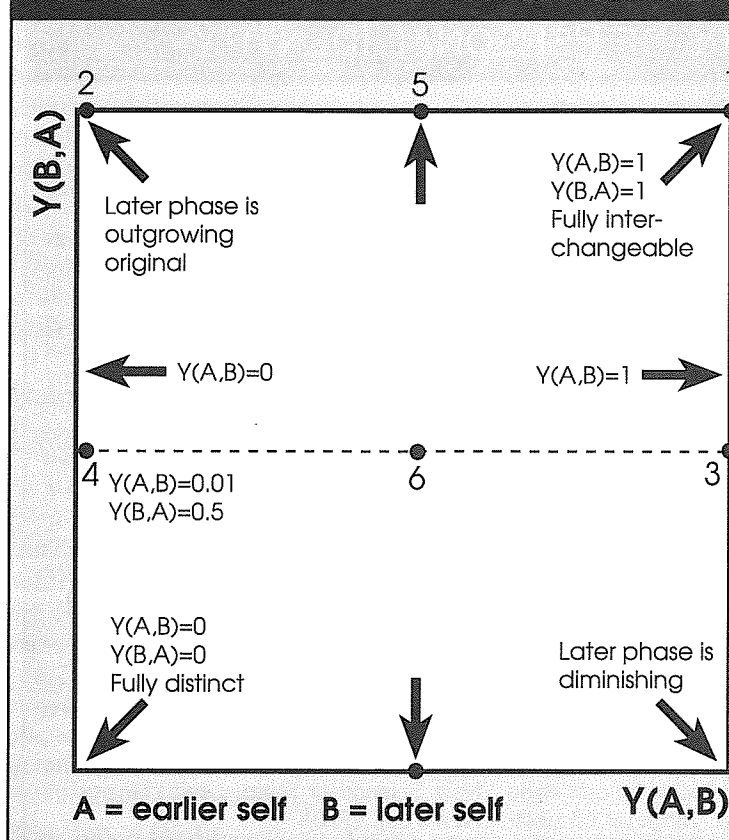 2
5
Y(B,A)
Y(A,B)=1
Y(B,A)=1
Fully inter-
changeable
Later phase is
outgrowing
original
Y(A,B)=0
Y(A,B)=1
4
6
3
Y(A,B)=0.01
Y(B,A)=0.5
Y(A,B)=0
Y(B,A)=0
Fully distinct
Later phase is
diminishing
A = earlier self B = later self
Y(A,B)